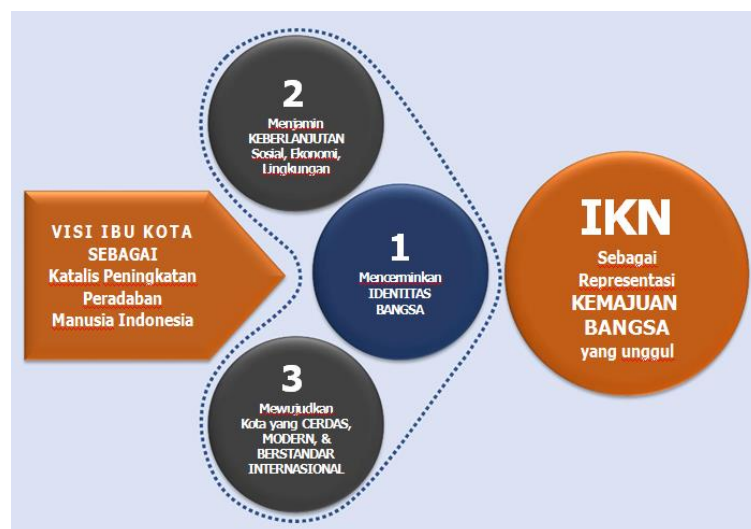 VISI IBU KOTA
SEBAGAI
Katalis Peningkatan
Peradaban
Manusia Indonesia
2
Menjamin
KEBERLANJUTAN
Sosial, Ekonomi,
Lingkungan
1
Mencerminkan
IDENTITAS
BANGSA
3
Mewujudkan
Kota yang CERDAS,
MODERN, &
BERSTANDAR
INTERNASIONAL
IKN
Sebagai
Representasi
KEMAJUAN
BANGSA
yang unggul